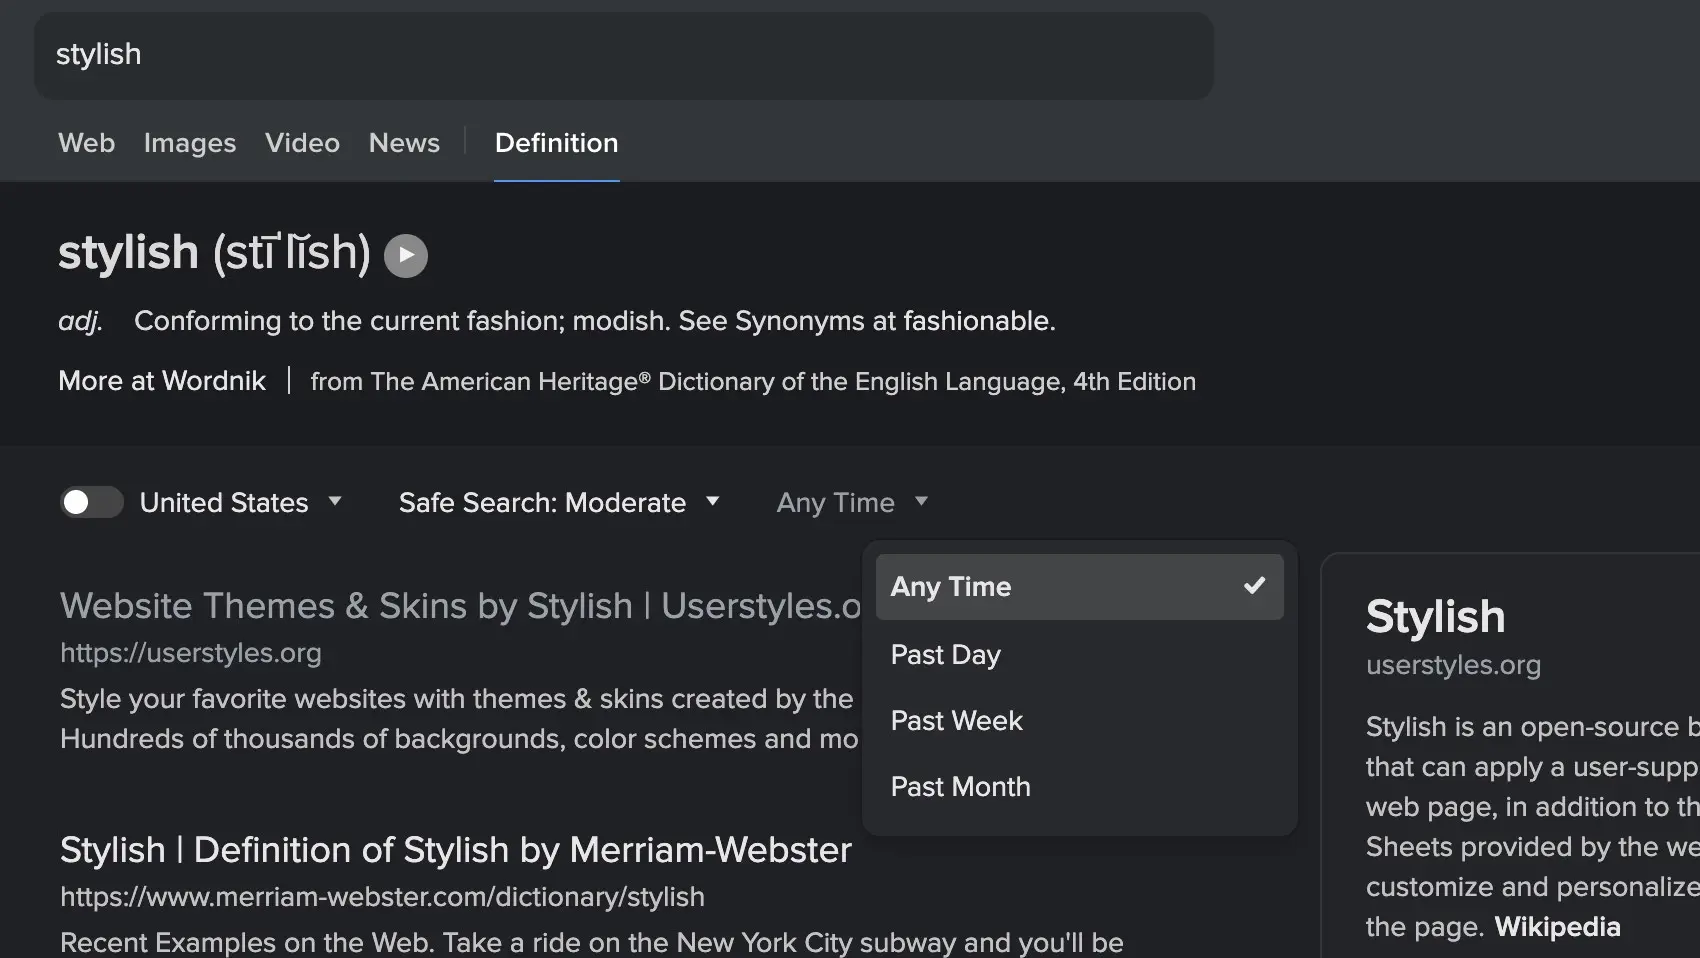 stylish
Web Images Video News Definition
stylish (stī′lĭsh)
adj. Conforming to the current fashion; modish. See Synonyms at fashionable.
More at Wordnik | from The American Heritage® Dictionary of the English Language, 4th Edition
United States Safe Search: Moderate Any Time
Any Time
Past Day
Past Week
Past Month
Website Themes & Skins by Stylish | Userstyles.o
https://userstyles.org
Style your favorite websites with themes & skins created by the
Hundreds of thousands of backgrounds, color schemes and mo
Stylish | Definition of Stylish by Merriam-Webster
https://www.merriam-webster.com/dictionary/stylish
Recent Examples on the Web. Take a ride on the New York City subway and you'll be
Stylish
userstyles.org
Stylish is an open-source b
that can apply a user-supp
web page, in addition to th
Sheets provided by the we
customize and personalize
the page. Wikipedia